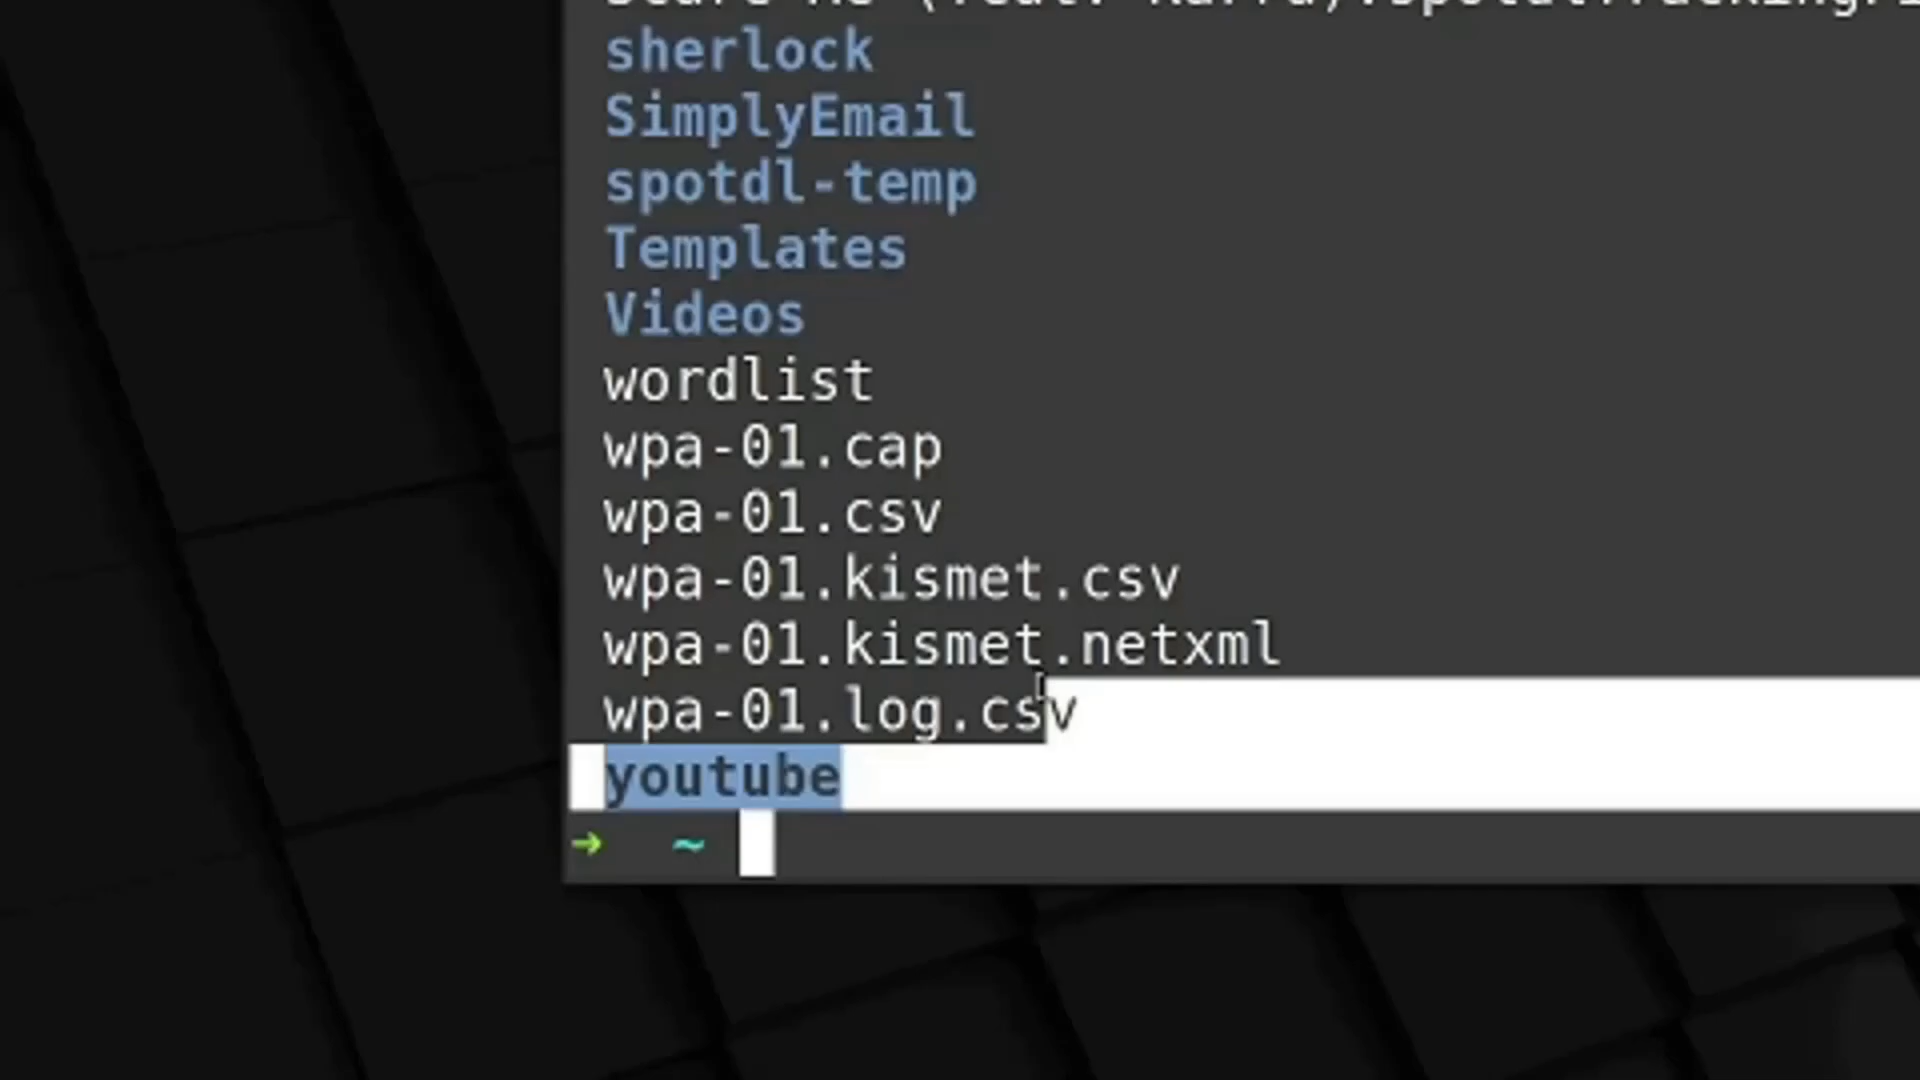 sherlock
SimplyEmail
spotdl-temp
Templates
Videos
wordlist
wpa-01.cap
wpa-01.csv
wpa-01.kismet.csv
wpa-01.kismet.netxml
wpa-01.log.csv
youtube
➜ ~